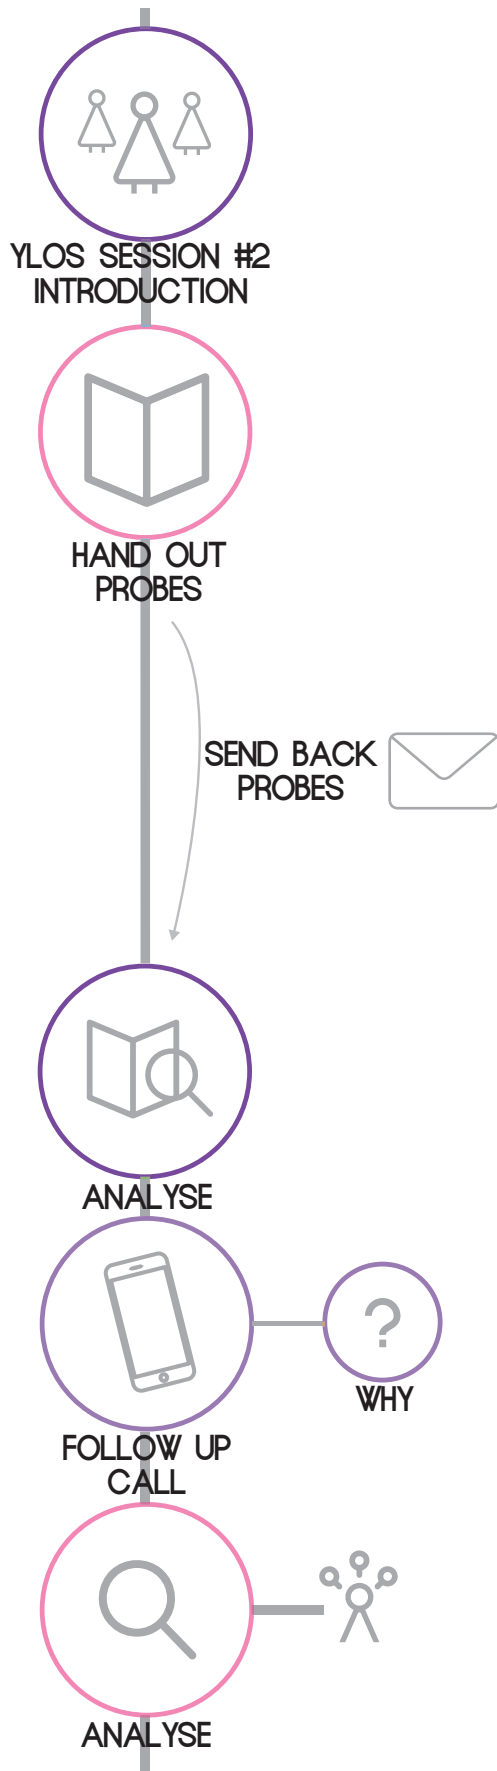 YLOS SESSION #2
INTRODUCTION
HAND OUT
PROBES
SEND BACK
PROBES
ANALYSE
?
WHY
FOLLOW UP
CALL
ANALYSE